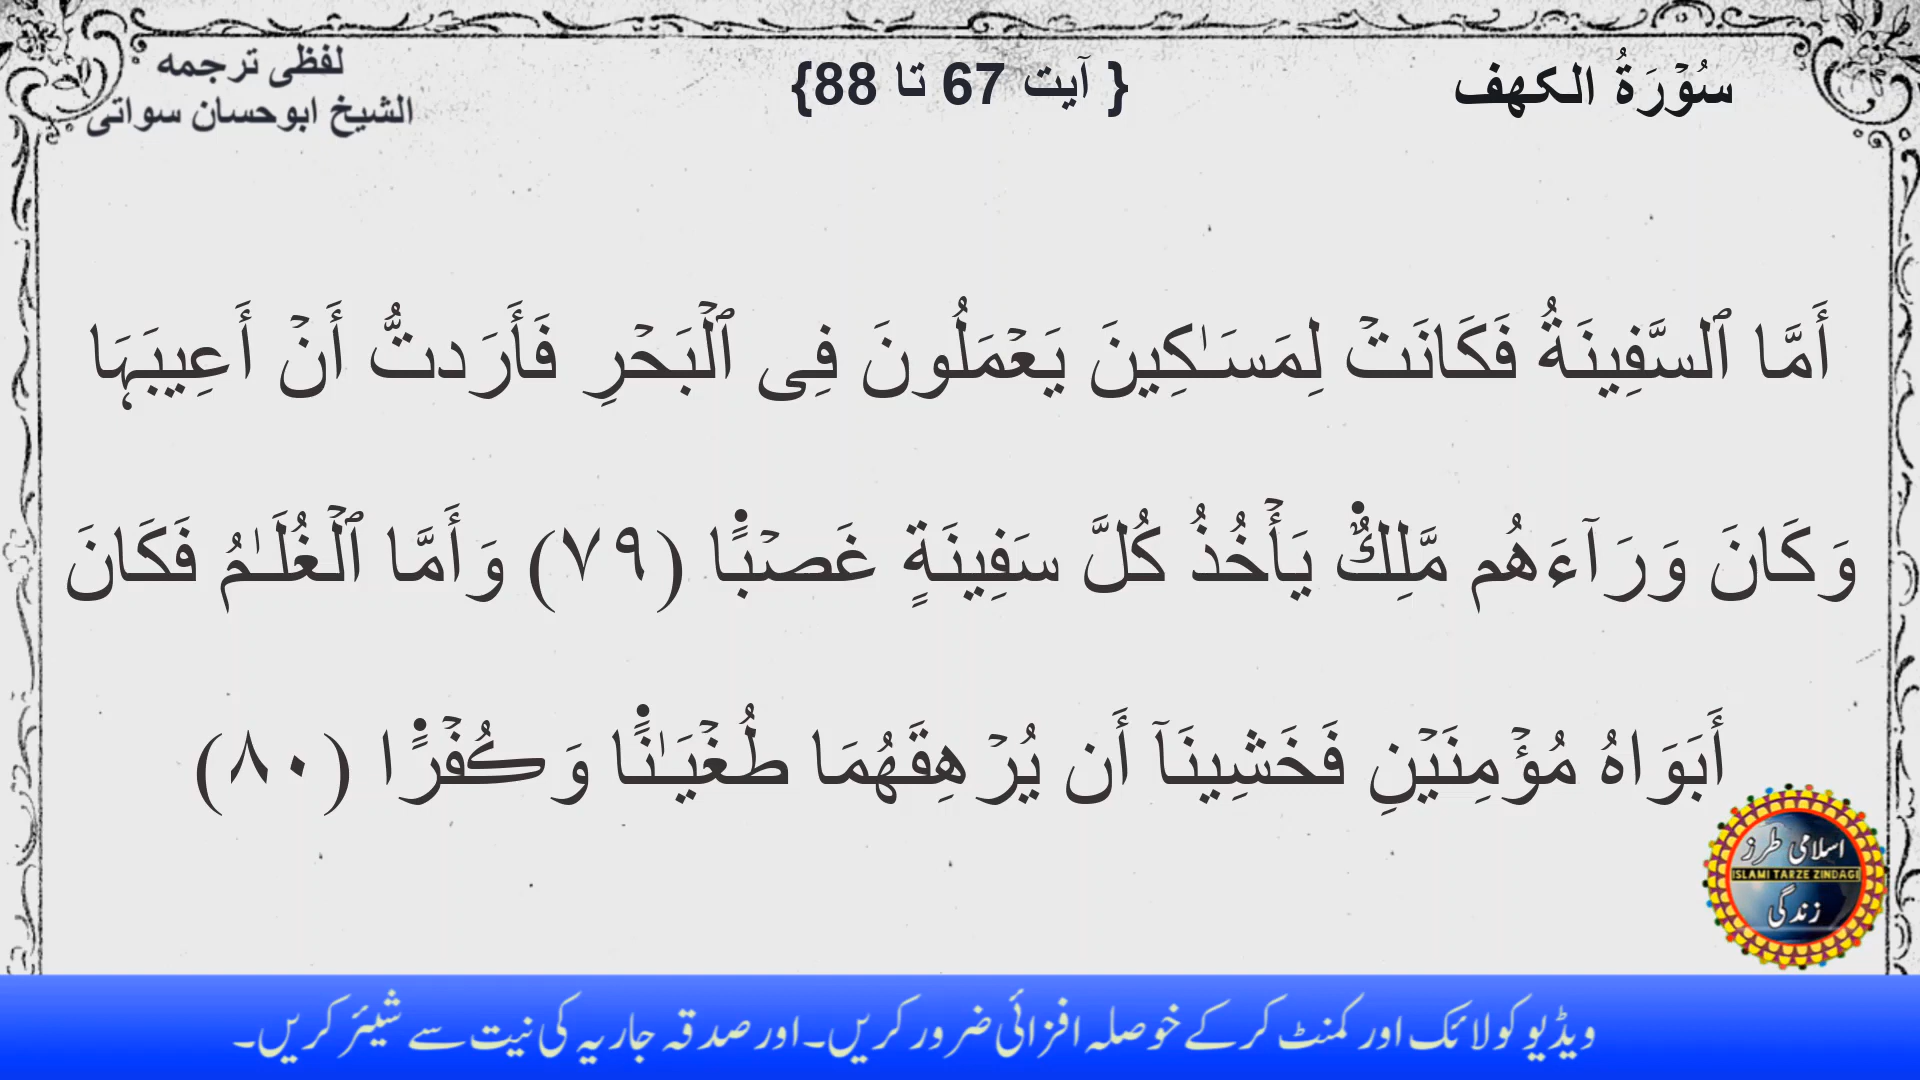 سُوۡرَةُ الكهف
{ آیت 67 تا 88}
لفظی ترجمه
الشیخ ابوحسان سواتی
أَمَّا ٱلسَّفِينَةُ فَكَانَتۡ لِمَسَـٰكِينَ يَعۡمَلُونَ فِى ٱلۡبَحۡرِ فَأَرَدتُّ أَنۡ أَعِيبَہَا
وَكَانَ وَرَآءَهُم مَّلِكٌ۬ يَأۡخُذُ كُلَّ سَفِينَةٍ غَصۡبً۬ا (٧٩) وَأَمَّا ٱلۡغُلَـٰمُ فَكَانَ
أَبَوَاهُ مُؤۡمِنَيۡنِ فَخَشِينَآ أَن يُرۡهِقَهُمَا طُغۡيَـٰنً۬ا وَڪُفۡرً۬ا (٨٠)
اسلامی طرز
ISLAMI TARZE ZINDAGI
زندگی
ویڈیو کو لائک اور کمنٹ کر کے خوصلہ افزائی ضرور کریں۔ اور صدقہ جاریہ کی نیت سے شیئر کریں۔